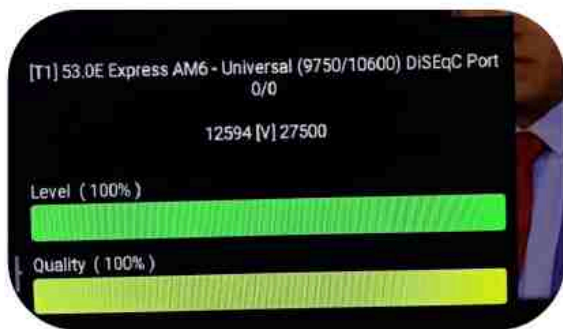 [T1] 53.0E Express AM6 - Universal (9750/10600) DiSEqC Port
0/0
12594 [V] 27500
Level ( 100% )
Quality ( 100% )